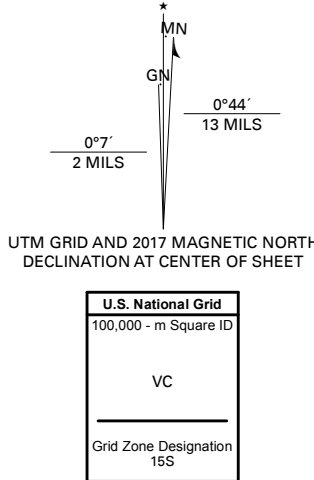 MN
GN
0°44´
13 MILS
0°7´
2 MILS
UTM GRID AND 2017 MAGNETIC NORTH
DECLINATION AT CENTER OF SHEET
U.S. National Grid
100,000 - m Square ID
VC
Grid Zone Designation
15S